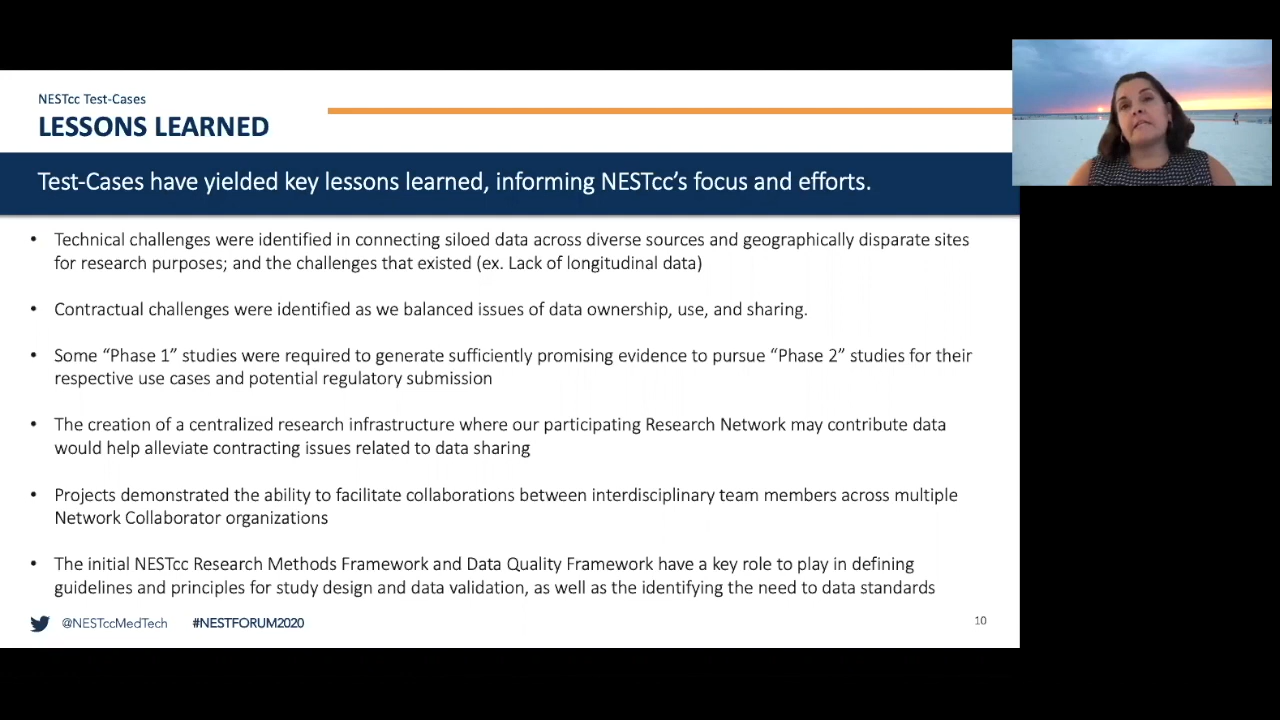 NESTcc Test-Cases
LESSONS LEARNED
Test-Cases have yielded key lessons learned, informing NESTcc's focus and efforts.
• Technical challenges were identified in connecting siloed data across diverse sources and geographically disparate sites
for research purposes; and the challenges that existed (ex. Lack of longitudinal data)
• Contractual challenges were identified as we balanced issues of data ownership, use, and sharing.
• Some “Phase 1” studies were required to generate sufficiently promising evidence to pursue “Phase 2” studies for their
respective use cases and potential regulatory submission
• The creation of a centralized research infrastructure where our participating Research Network may contribute data
would help alleviate contracting issues related to data sharing
• Projects demonstrated the ability to facilitate collaborations between interdisciplinary team members across multiple
Network Collaborator organizations
• The initial NESTcc Research Methods Framework and Data Quality Framework have a key role to play in defining
guidelines and principles for study design and data validation, as well as the identifying the need to data standards
@NESTccMedTech #NESTFORUM2020 10